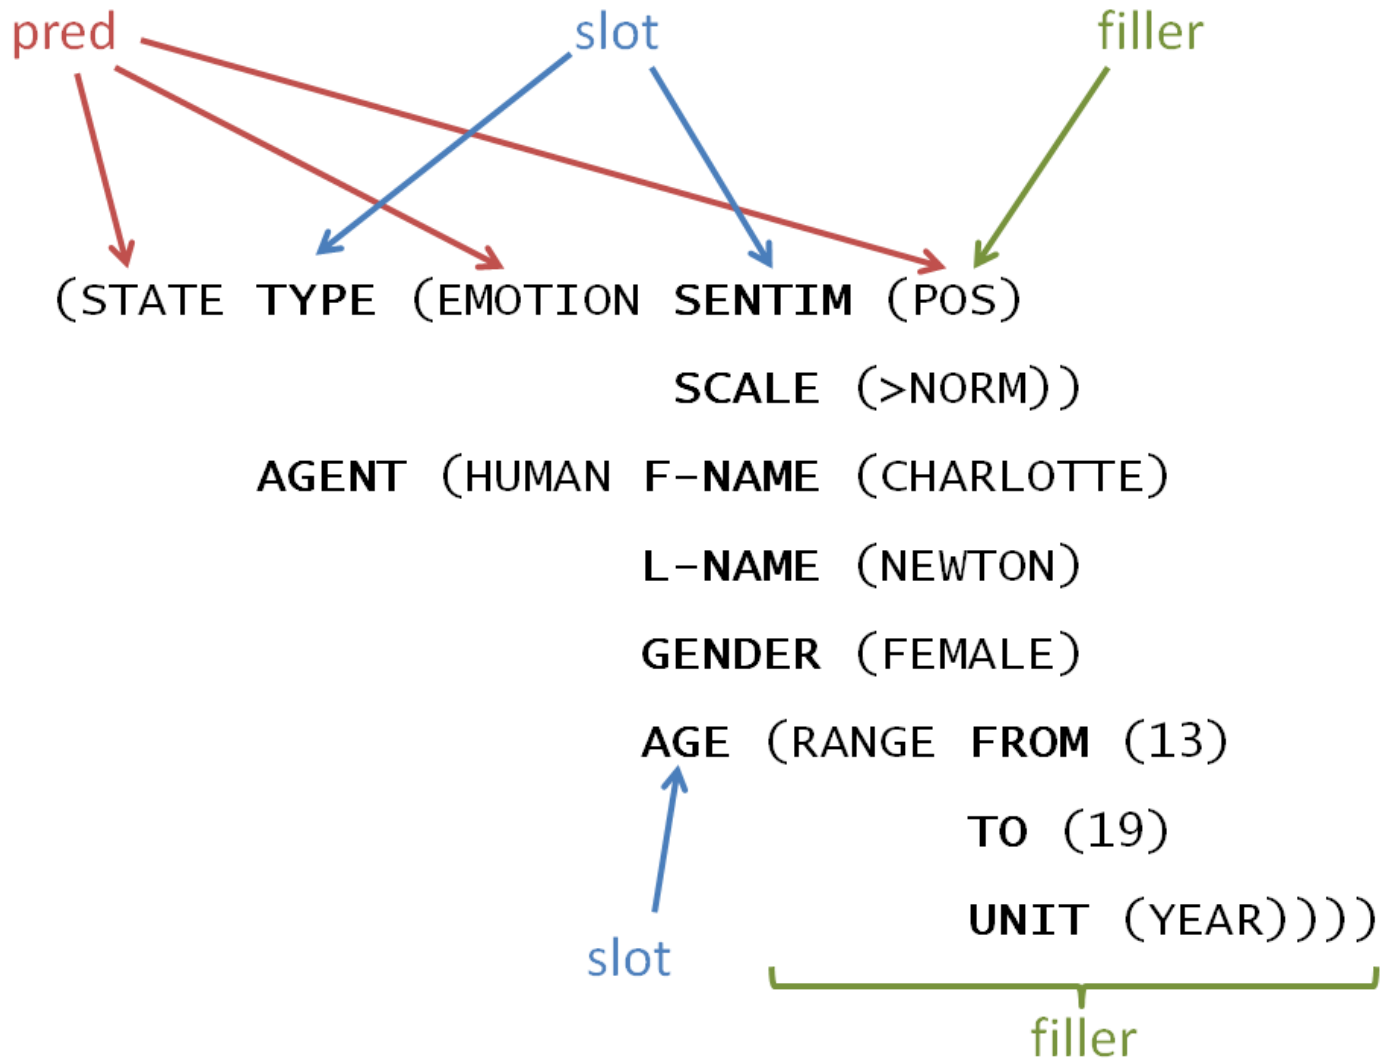 pred slot filler
(STATE TYPE (EMOTION SENTIM (POS)
SCALE (>NORM))
AGENT (HUMAN F-NAME (CHARLOTTE)
L-NAME (NEWTON)
GENDER (FEMALE)
AGE (RANGE FROM (13)
TO (19)
UNIT (YEAR))))
slot
filler